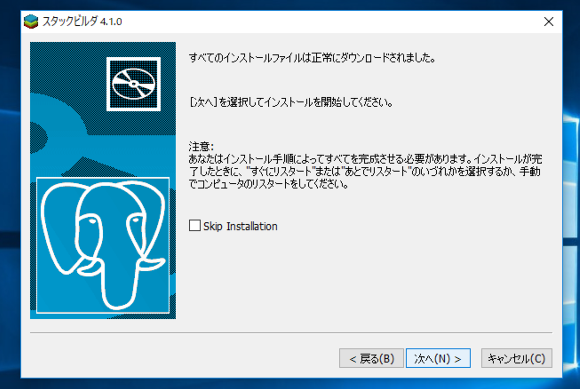 スタックビルダ 4.1.0
すべてのインストールファイルは正常にダウンロードされました。
[次へ]を選択してインストールを開始してください。
注意:
あなたはインストール手順によってすべてを完成させる必要があります。インストールが完
了したときに、"すぐにリスタート"または"あとでリスタート"のいづれかを選択するか、手動
でコンピュータのリスタートをしてください。
Skip Installation
< 戻る(B)
次へ(N) >
キャンセル(C)